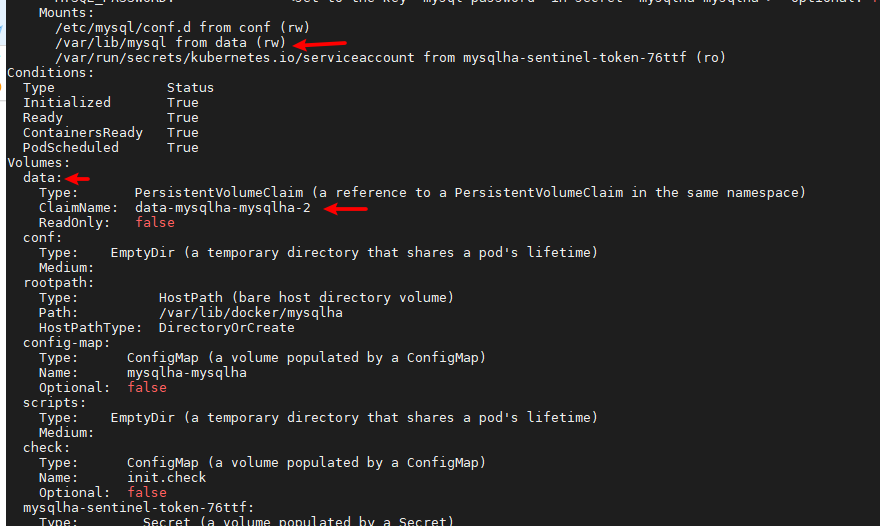 Mounts:
/etc/mysql/conf.d from conf (rw)
/var/lib/mysql from data (rw)
/var/run/secrets/kubernetes.io/serviceaccount from mysqlha-sentinel-token-76ttf (ro)
Conditions:
Type Status
Initialized True
Ready True
ContainersReady True
PodScheduled True
Volumes:
data:
Type: PersistentVolumeClaim (a reference to a PersistentVolumeClaim in the same namespace)
ClaimName: data-mysqlha-mysqlha-2
ReadOnly: false
conf:
Type: EmptyDir (a temporary directory that shares a pod's lifetime)
Medium:
rootpath:
Type: HostPath (bare host directory volume)
Path: /var/lib/docker/mysqlha
HostPathType: DirectoryOrCreate
config-map:
Type: ConfigMap (a volume populated by a ConfigMap)
Name: mysqlha-mysqlha
Optional: false
scripts:
Type: EmptyDir (a temporary directory that shares a pod's lifetime)
Medium:
check:
Type: ConfigMap (a volume populated by a ConfigMap)
Name: init.check
Optional: false
mysqlha-sentinel-token-76ttf:
Type: Secret (a volume populated by a Secret)